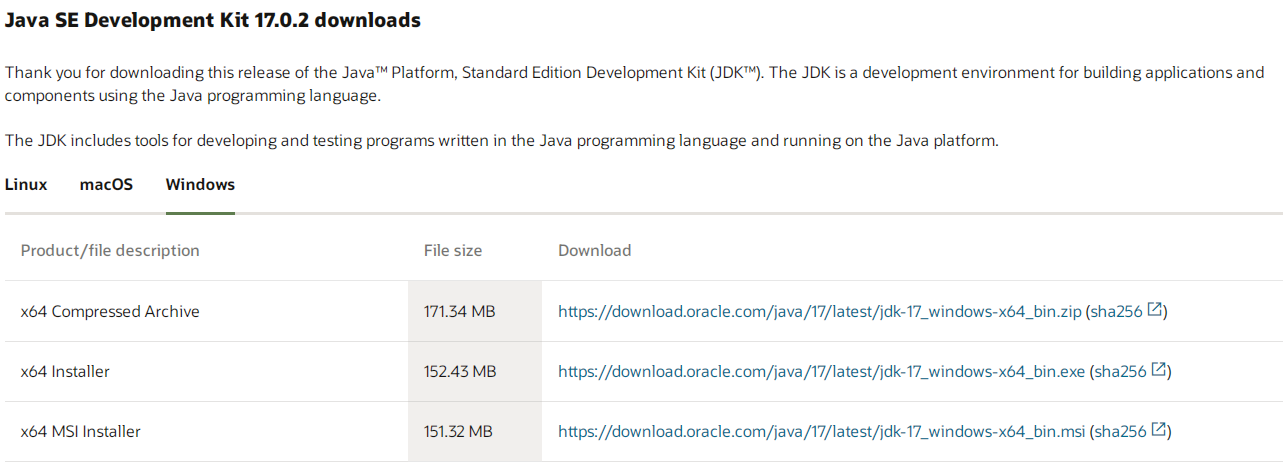 Java SE Development Kit 17.0.2 downloads
Thank you for downloading this release of the Java™ Platform, Standard Edition Development Kit (JDK™). The JDK is a development environment for building applications and
components using the Java programming language.
The JDK includes tools for developing and testing programs written in the Java programming language and running on the Java platform.
Linux macOS Windows
Product/file description File size Download
x64 Compressed Archive 171.34 MB https://download.oracle.com/java/17/latest/jdk-17_windows-x64_bin.zip (sha256)
x64 Installer 152.43 MB https://download.oracle.com/java/17/latest/jdk-17_windows-x64_bin.exe (sha256)
x64 MSI Installer 151.32 MB https://download.oracle.com/java/17/latest/jdk-17_windows-x64_bin.msi (sha256)